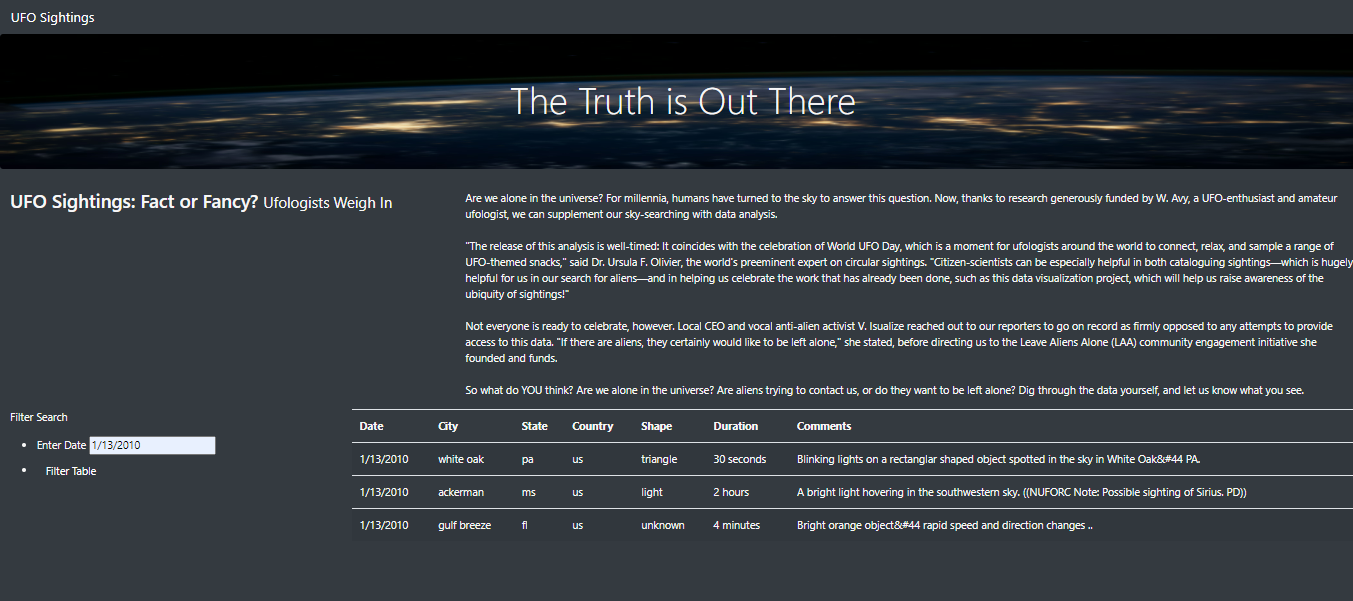 UFO Sightings
The Truth is Out There
UFO Sightings: Fact or Fancy? Ufologists Weigh In
Are we alone in the universe? For millennia, humans have turned to the sky to answer this question. Now, thanks to research generously funded by W. Avy, a UFO-enthusiast and amateur
ufologist, we can supplement our sky-searching with data analysis.
"The release of this analysis is well-timed: It coincides with the celebration of World UFO Day, which is a moment for ufologists around the world to connect, relax, and sample a range of
UFO-themed snacks," said Dr. Ursula F. Olivier, the world's preeminent expert on circular sightings. "Citizen-scientists can be especially helpful in both cataloguing sightings—which is hugely
helpful for us in our search for aliens—and in helping us celebrate the work that has already been done, such as this data visualization project, which will help us raise awareness of the
ubiquity of sightings!"
Not everyone is ready to celebrate, however. Local CEO and vocal anti-alien activist V. Isualize reached out to our reporters to go on record as firmly opposed to any attempts to provide
access to this data. "If there are aliens, they certainly would like to be left alone," she stated, before directing us to the Leave Aliens Alone (LAA) community engagement initiative she
founded and funds.
So what do YOU think? Are we alone in the universe? Are aliens trying to contact us, or do they want to be left alone? Dig through the data yourself, and let us know what you see.
Filter Search
Enter Date 1/13/2010
Filter Table
Date City State Country Shape Duration Comments
1/13/2010 white oak pa us triangle 30 seconds Blinking lights on a rectanglar shaped object spotted in the sky in White Oak&#44 PA.
1/13/2010 ackerman ms us light 2 hours A bright light hovering in the southwestern sky. ((NUFORC Note: Possible sighting of Sirius. PD))
1/13/2010 gulf breeze fl us unknown 4 minutes Bright orange object&#44 rapid speed and direction changes ..